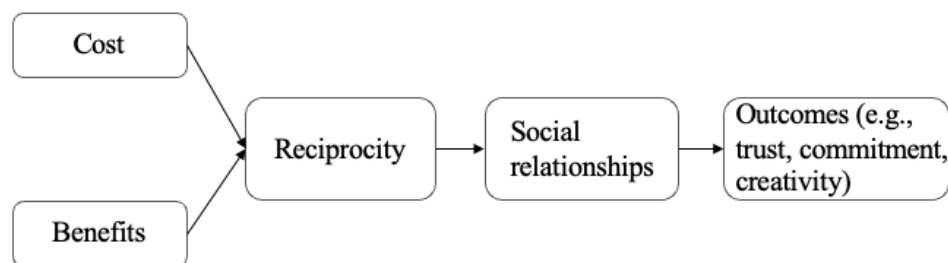 Cost
Benefits
Reciprocity
Social
relationships
Outcomes (e.g.,
trust, commitment,
creativity)